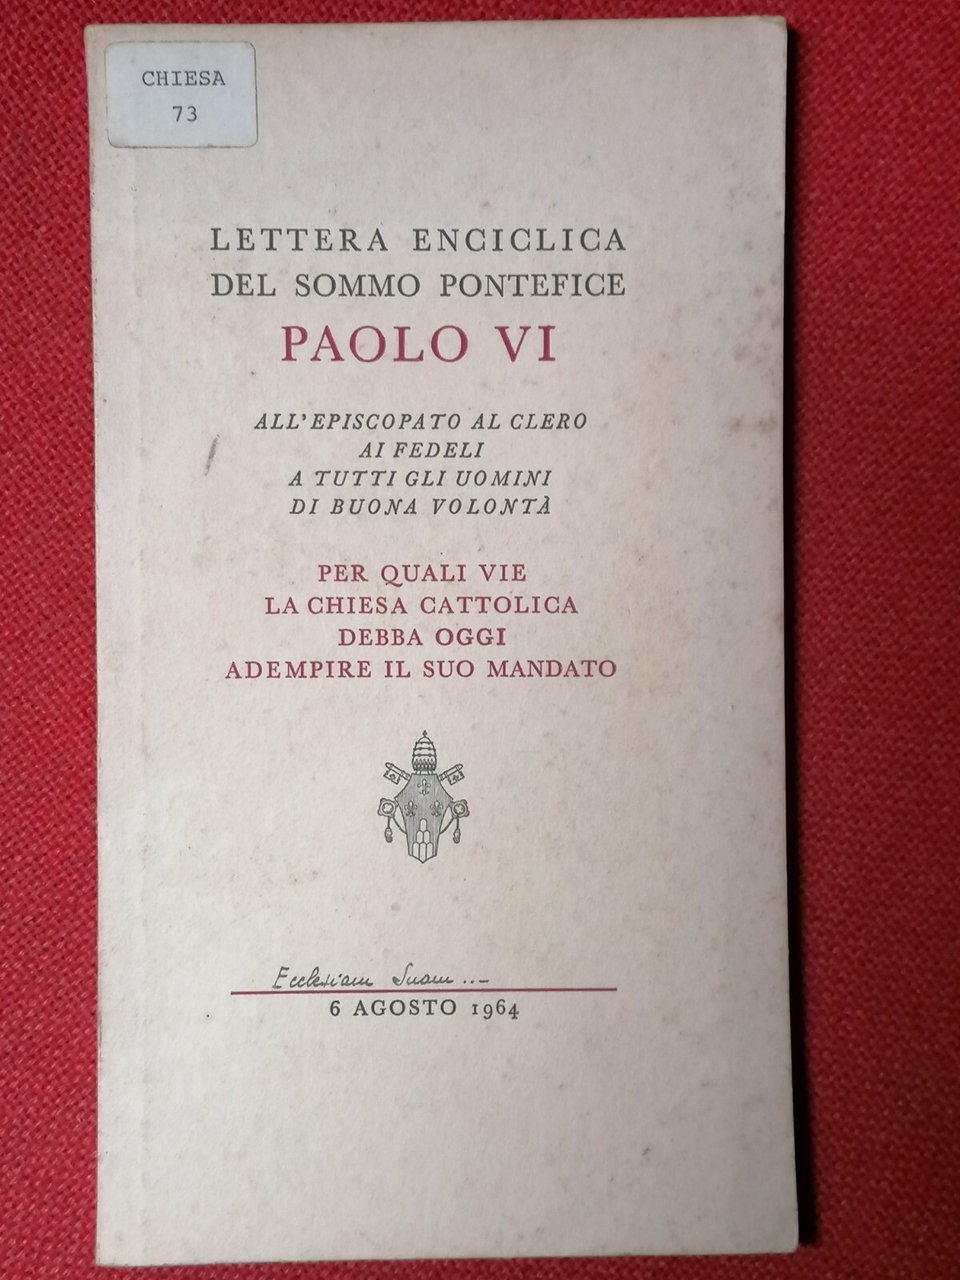 CHIESA
73
LETTERA ENCICLICA
DEL SOMMO PONTEFICE
PAOLO VI
ALL'EPISCOPATO AL CLERO
AI FEDELI
A TUTTI GLI UOMINI
DI BUONA VOLONTÀ
PER QUALI VIE
LA CHIESA CATTOLICA
DEBBA OGGI
ADEMPIRE IL SUO MANDATO
Ecclesiam Suam ..-
6 AGOSTO 1964